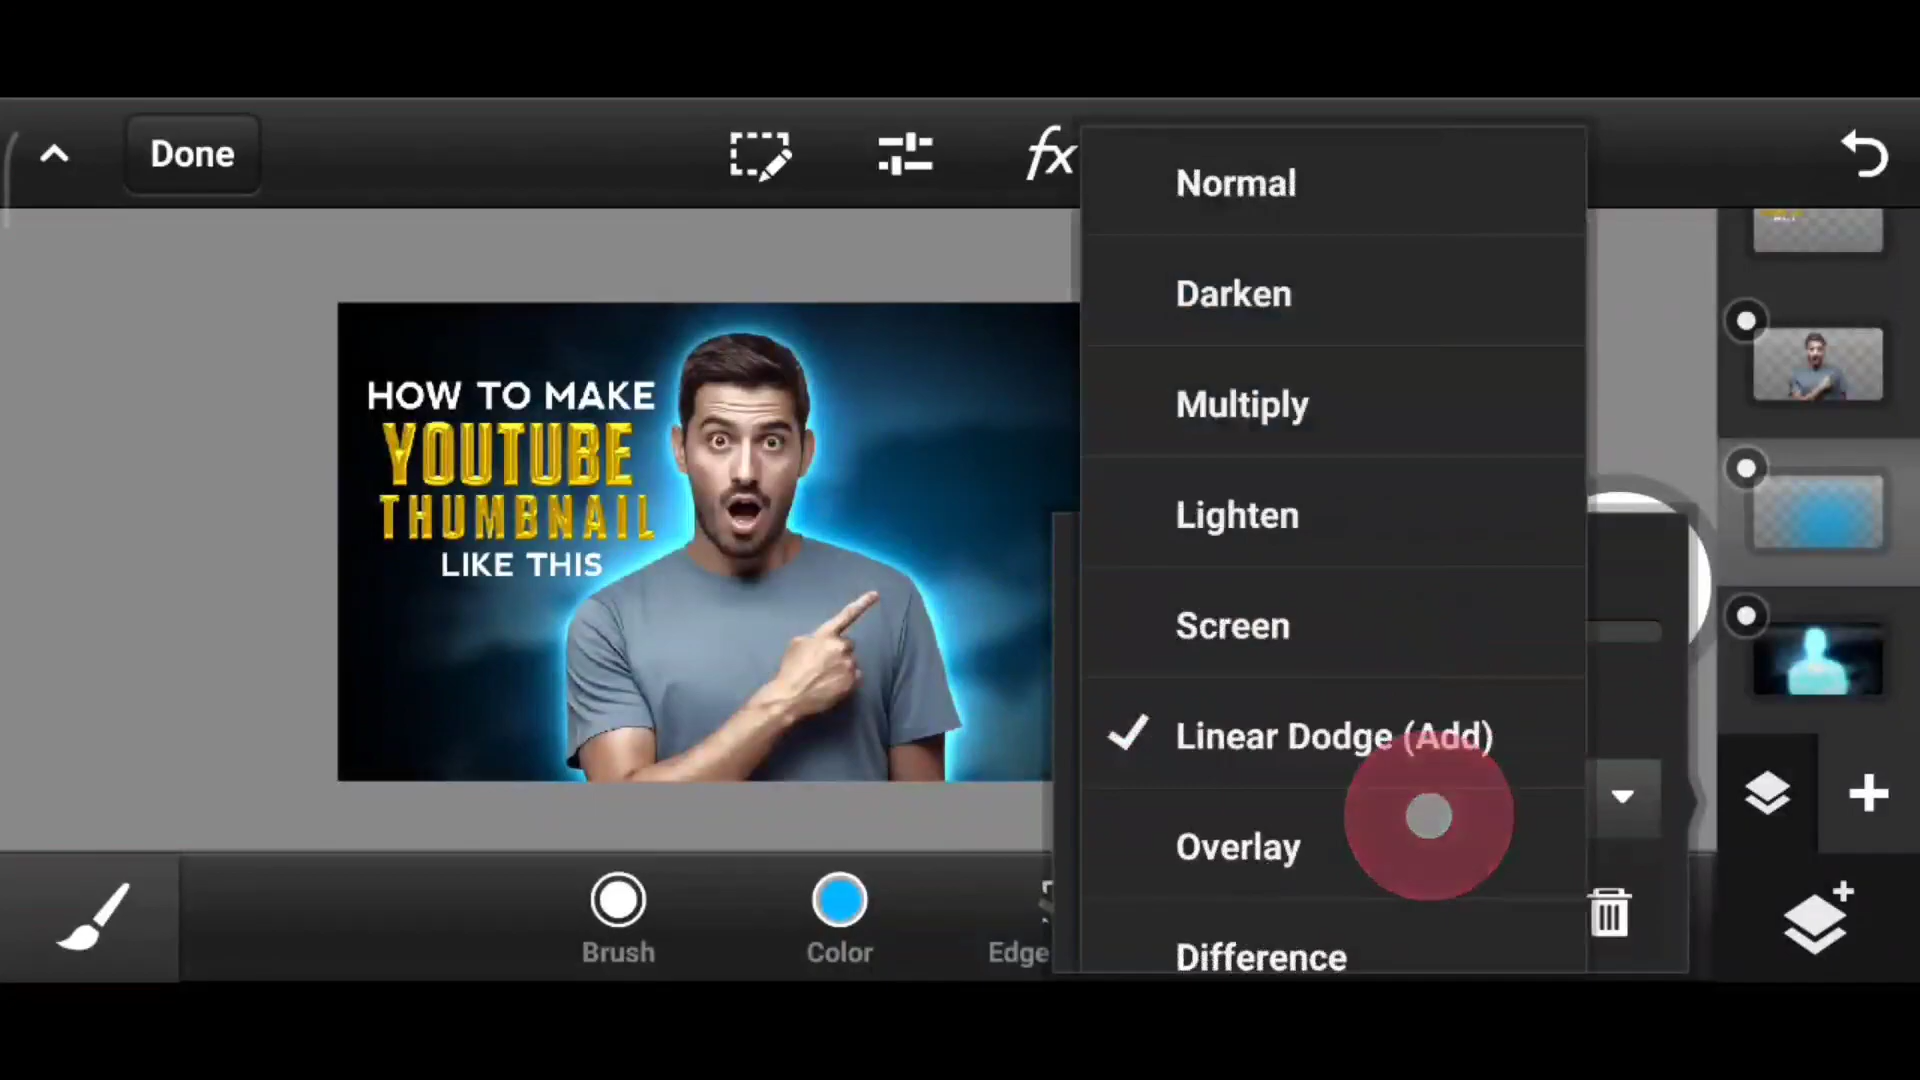 Done
fx
HOW TO MAKE
YOUTUBE
THUMBNAIL
LIKE THIS
Normal
Darken
Multiply
Lighten
Screen
Linear Dodge (Add)
Overlay
Difference
Brush
Color
Edge